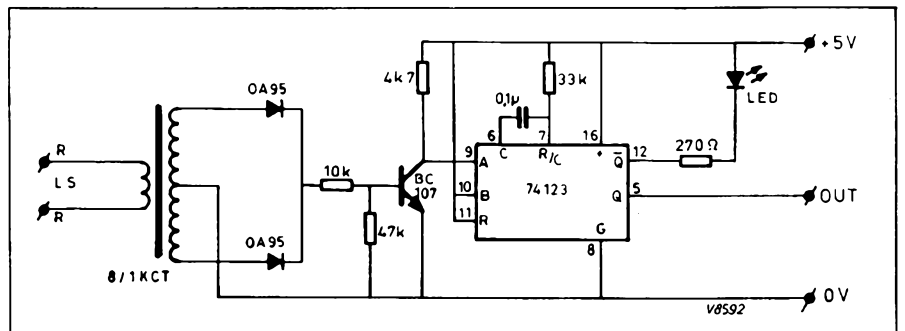 +5V
4k7
33k
LED
OA95
0,1μ
6
7
16
C
R/C
+
R
LS
R
10k
BC
107
9
A
10
B
11
R
74123
Q̅
12
270Ω
Q
5
OUT
47k
G
8
OA95
8/1KCT
V8592
0V